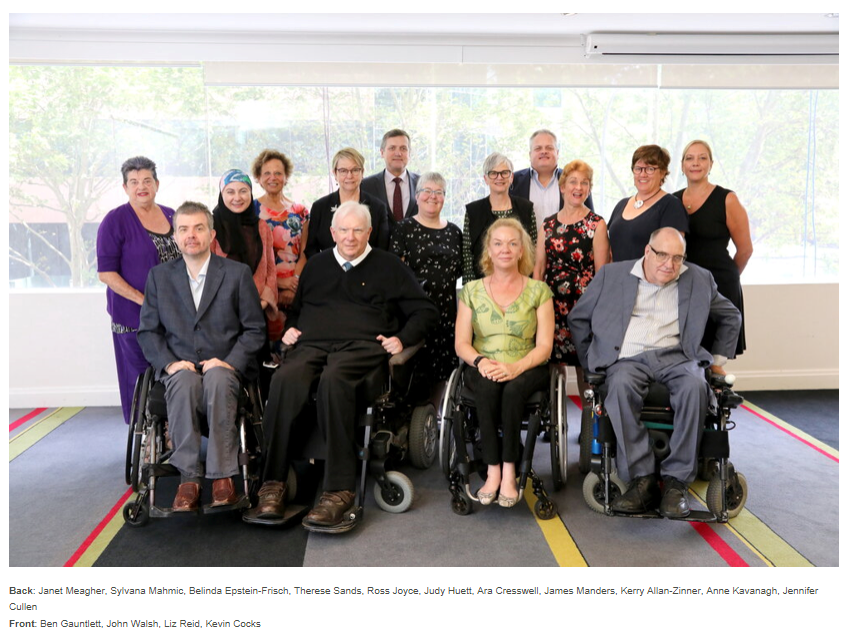 Back: Janet Meagher, Sylvana Mahmic, Belinda Epstein-Frisch, Therese Sands, Ross Joyce, Judy Huett, Ara Cresswell, James Manders, Kerry Allan-Zinner, Anne Kavanagh, Jennifer
Cullen
Front: Ben Gauntlett, John Walsh, Liz Reid, Kevin Cocks